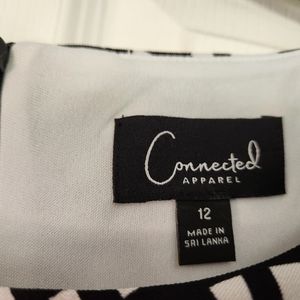 Connected
APPAREL
12
MADE IN
SRI LANKA